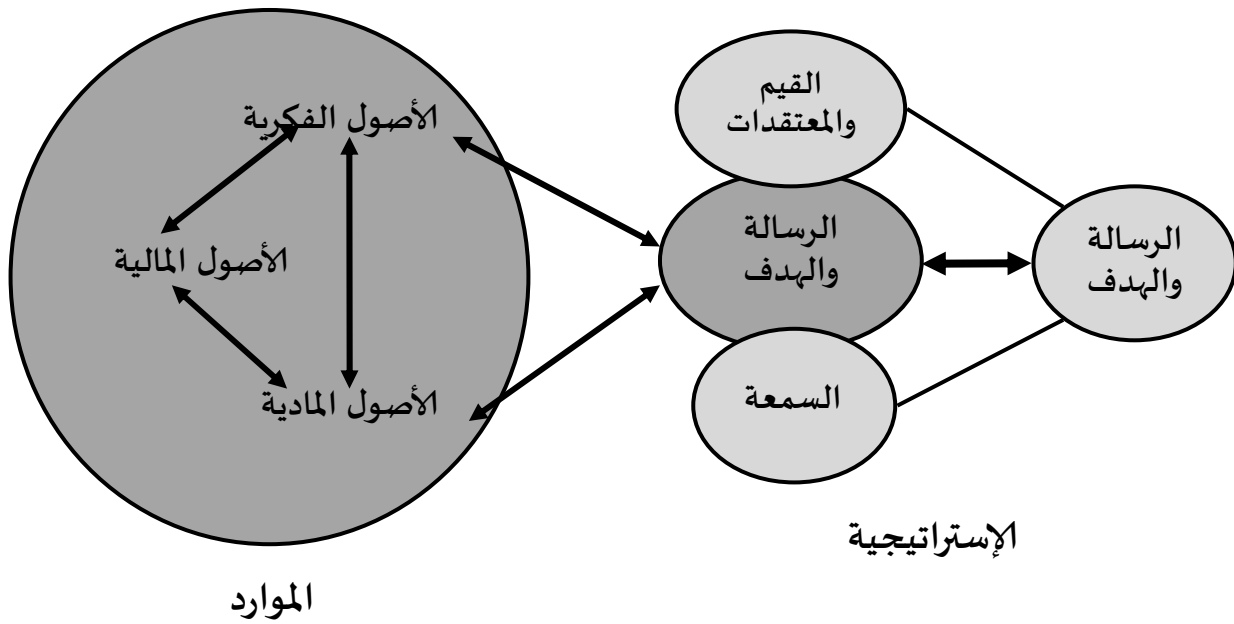 القيم
والمعتقدات
الرسالة
والهدف
الرسالة
والهدف
السمعة
الإستراتيجية
الأصول الفكرية
الأصول المالية
الأصول المادية
الموارد